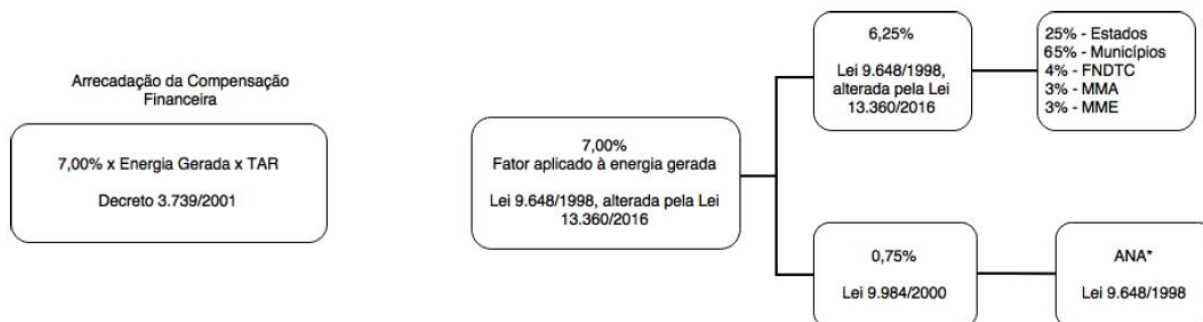 Arrecadação da Compensação
Financeira
7,00% x Energia Gerada x TAR
Decreto 3.739/2001
7,00%
Fator aplicado à energia gerada
Lei 9.648/1998, alterada pela Lei
13.360/2016
6,25%
Lei 9.648/1998,
alterada pela Lei
13.360/2016
25% - Estados
65% - Municípios
4% - FNDTC
3% - MMA
3% - MME
0,75%
Lei 9.984/2000
ANA*
Lei 9.648/1998